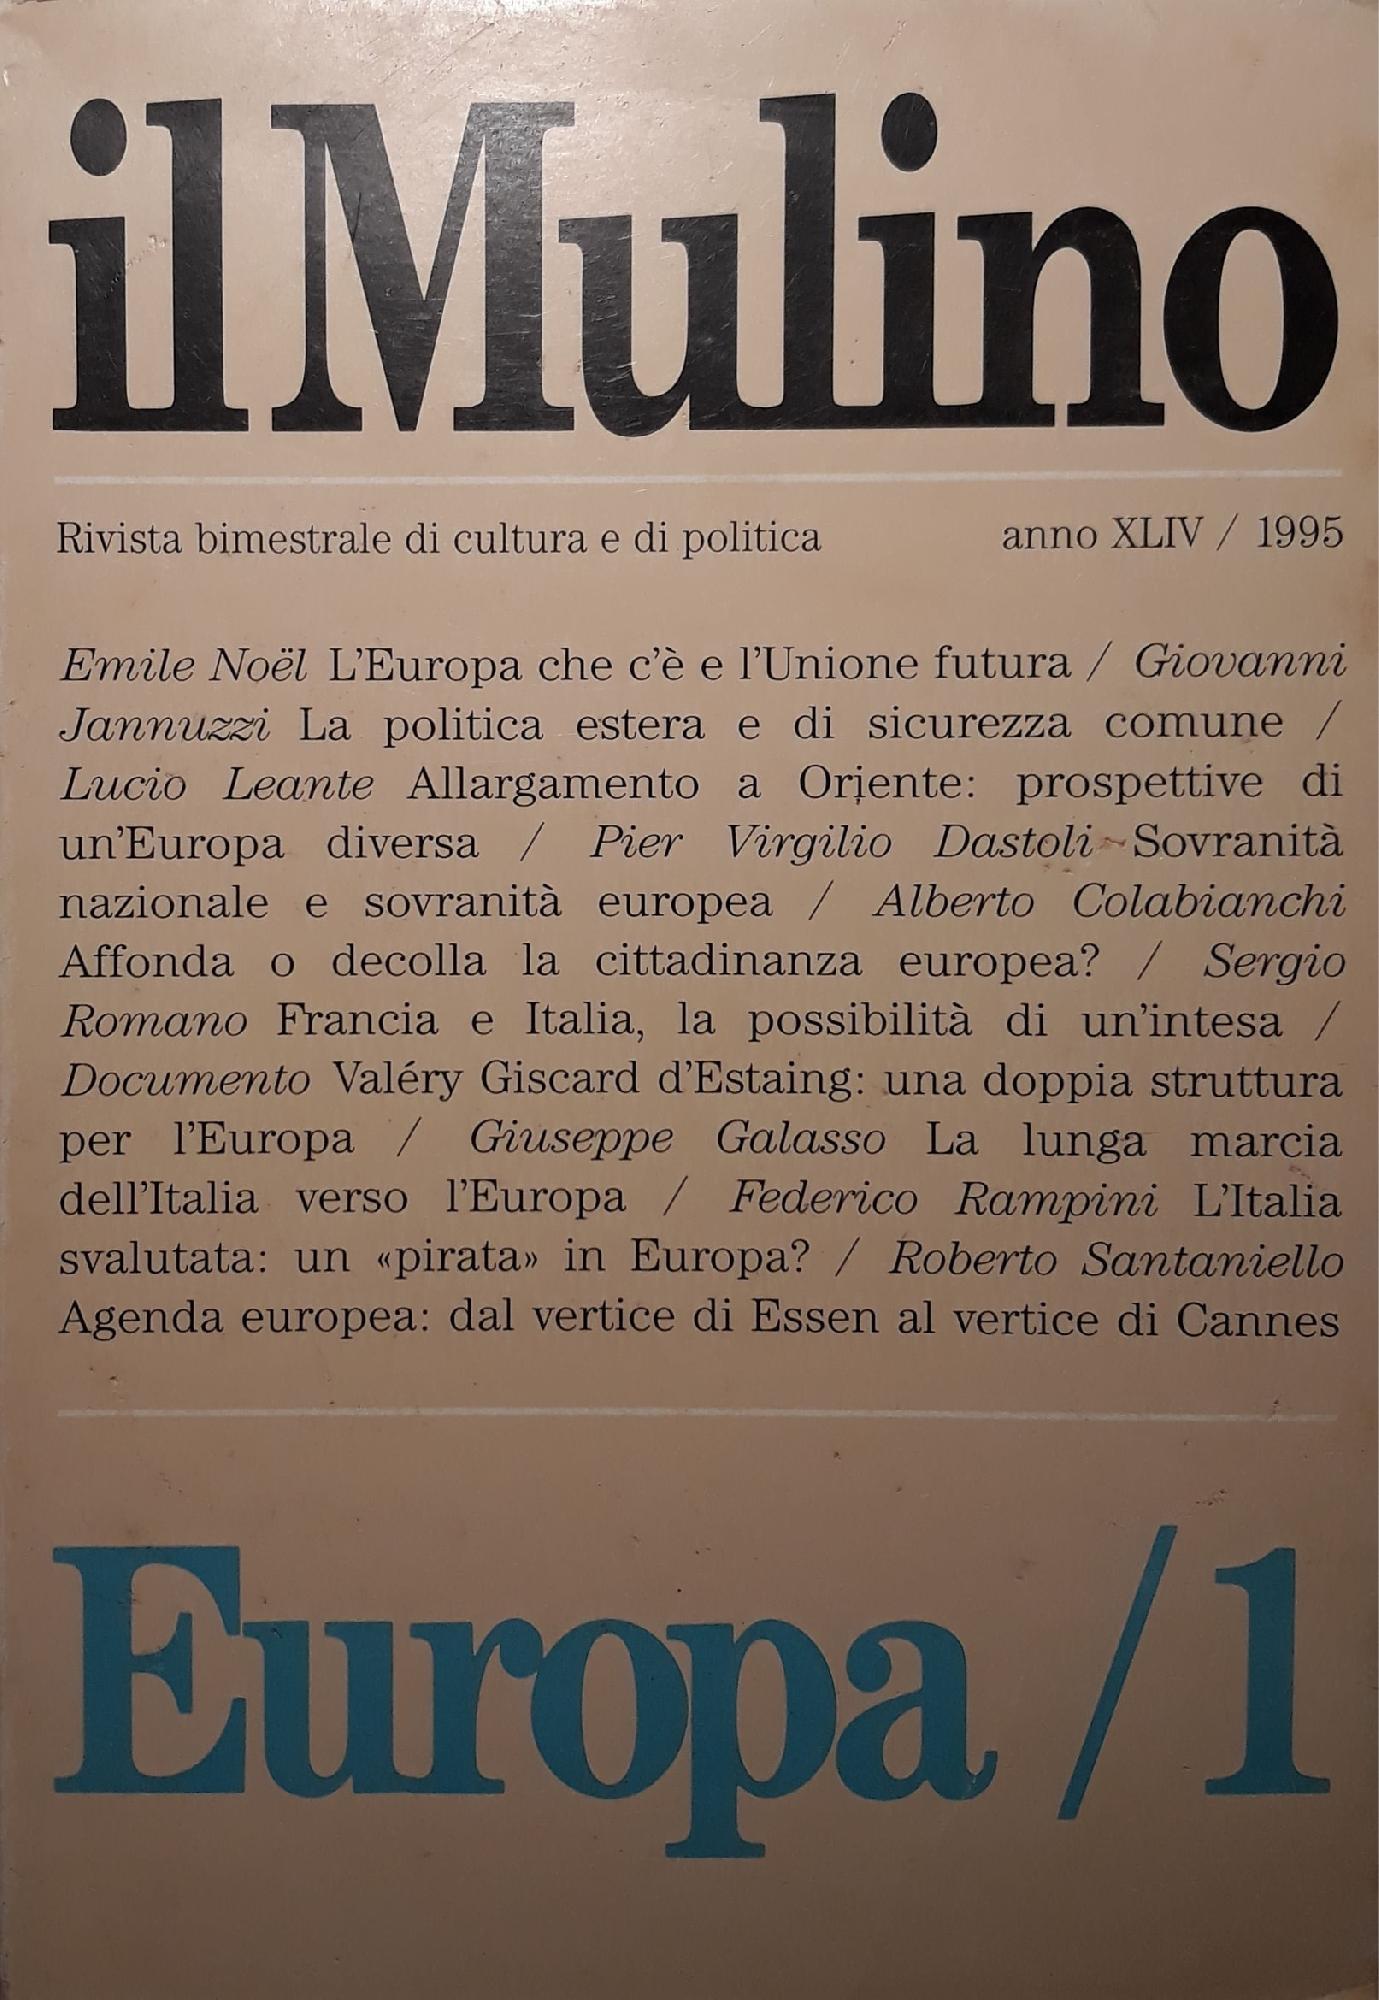 il Mulino
Rivista bimestrale di cultura e di politica anno XLIV / 1995
Emile Noël L'Europa che c'è e l'Unione futura / Giovanni
Jannuzzi La politica estera e di sicurezza comune /
Lucio Leante Allargamento a Oriente: prospettive di
un'Europa diversa / Pier Virgilio Dastoli Sovranità
nazionale e sovranità europea / Alberto Colabianchi
Affonda o decolla la cittadinanza europea? / Sergio
Romano Francia e Italia, la possibilità di un'intesa /
Documento Valéry Giscard d'Estaing: una doppia struttura
per l'Europa / Giuseppe Galasso La lunga marcia
dell'Italia verso l'Europa / Federico Rampini L'Italia
svalutata: un «pirata» in Europa? / Roberto Santaniello
Agenda europea: dal vertice di Essen al vertice di Cannes
Europa / 1